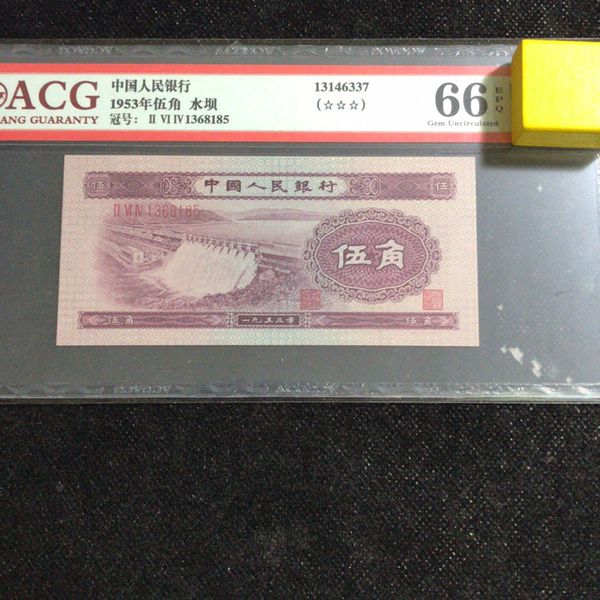 ACG
ANG GUARANTY
中国人民银行
1953年伍角 水坝
冠号: II VI IV1368185
13146337
(☆☆☆)
66
EPQ
Gem Uncirculated
伍 中國人民銀行 伍
II VI IV 1368185
伍角
伍角 一九五三年 伍角